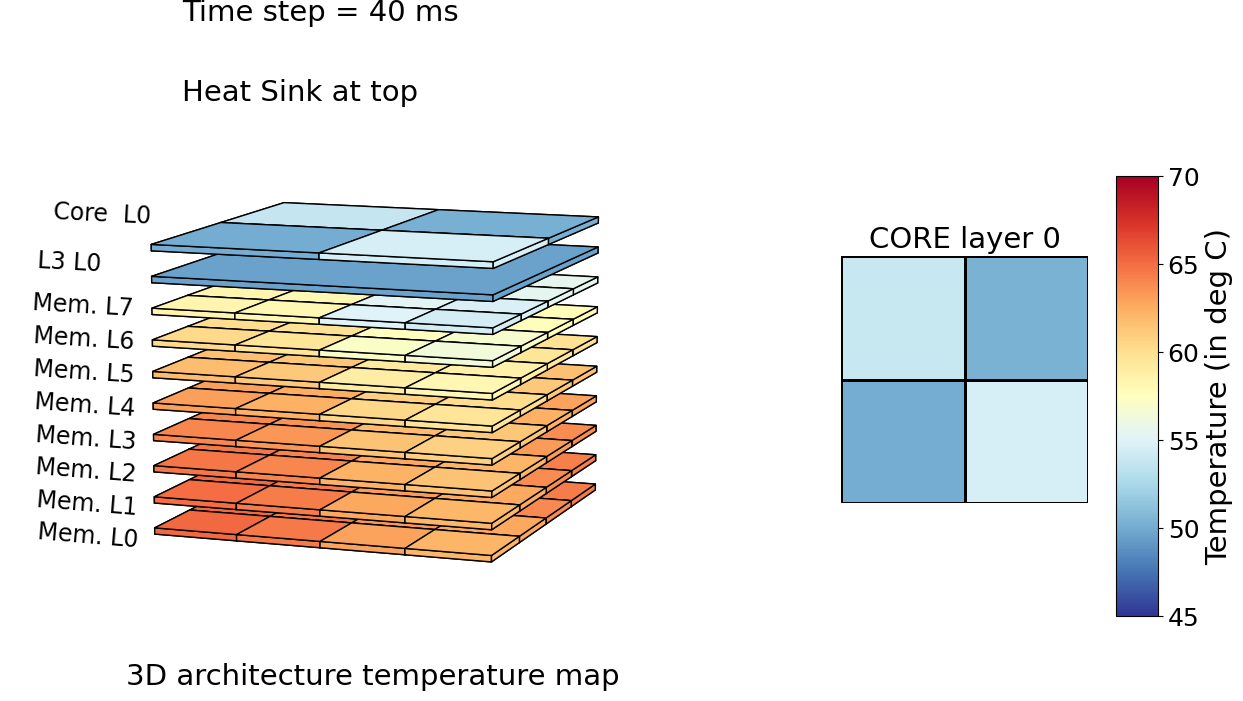 Time step = 40 ms
Heat Sink at top
Core L0
L3 L0
Mem. L7
Mem. L6
Mem. L5
Mem. L4
Mem. L3
Mem. L2
Mem. L1
Mem. L0
3D architecture temperature map
CORE layer 0
70
65
60
55
50
45
Temperature (in deg C)